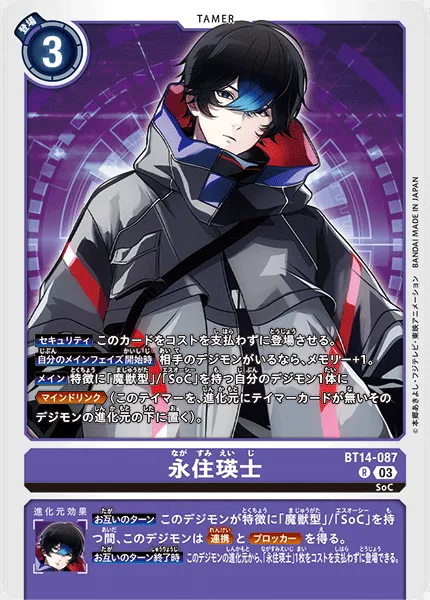 TAMER
登場
3
セキュリティ このカードをコストを支払わずに登場させる。
自分のメインフェイズ開始時 相手のデジモンがいるなら、メモリー+1。
メイン 特徴に「魔獣型」/「SoC」を持つ自分のデジモン1体に
マインドリンク (このテイマーを、進化元にテイマーカードが無いその
デジモンの進化元の下に置く)。
©本郷あきよし・フジテレビ・東映アニメーション BANDAI MADE IN JAPAN
ながすみえいじ
永住瑛士
BT14-087
R 03
SoC
進化元効果
お互いのターン このデジモンが特徴に「魔獣型」/「SoC」を持
つ間、このデジモンは 連携 と ブロッカー を得る。
お互いのターン終了時 このデジモンの進化元から、「永住瑛士」1枚をコストを支払わずに登場できる。